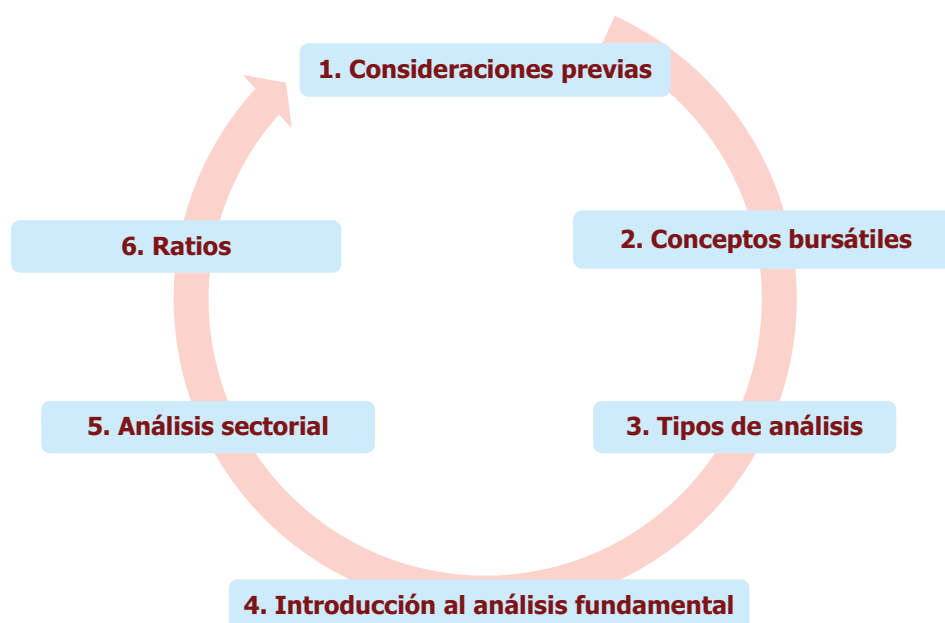 1. Consideraciones previas
2. Conceptos bursátiles
3. Tipos de análisis
4. Introducción al análisis fundamental
5. Análisis sectorial
6. Ratios